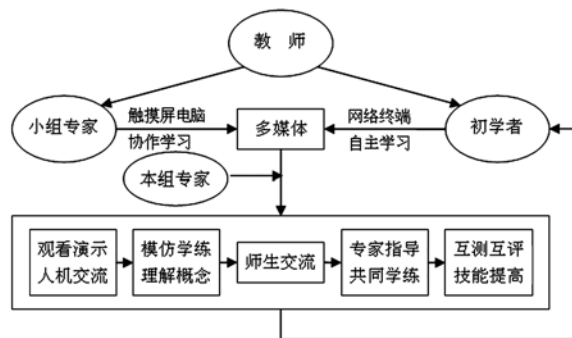 教 师
小组专家
触摸屏电脑
协作学习
多媒体
网络终端
自主学习
初学者
本组专家
观看演示
人机交流
模仿学练
理解概念
师生交流
专家指导
共同学练
互测互评
技能提高